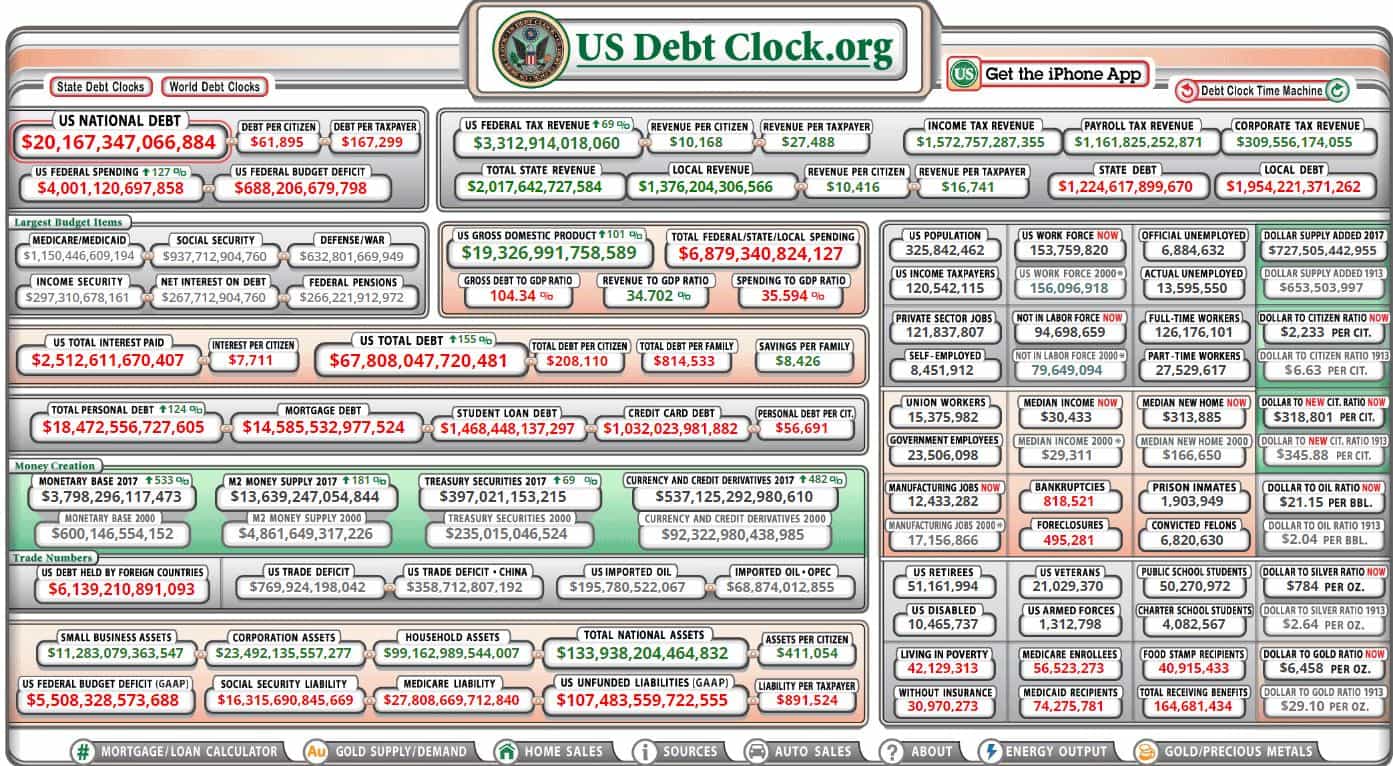 US Debt Clock.org
State Debt Clocks World Debt Clocks
US Get the iPhone App
Debt Clock Time Machine
US NATIONAL DEBT
$20,167,347,066,884
DEBT PER CITIZEN
$61,895
DEBT PER TAXPAYER
$167,299
US FEDERAL SPENDING 127 %
$4,001,120,697,858
US FEDERAL BUDGET DEFICIT
$688,206,679,798
US FEDERAL TAX REVENUE 69 %
$3,312,914,018,060
REVENUE PER CITIZEN
$10,168
REVENUE PER TAXPAYER
$27,488
INCOME TAX REVENUE
$1,572,757,287,355
PAYROLL TAX REVENUE
$1,161,825,252,871
CORPORATE TAX REVENUE
$309,556,174,055
TOTAL STATE REVENUE
$2,017,642,727,584
LOCAL REVENUE
$1,376,204,306,566
REVENUE PER CITIZEN
$10,416
REVENUE PER TAXPAYER
$16,741
STATE DEBT
$1,224,617,899,670
LOCAL DEBT
$1,954,221,371,262
Largest Budget Items
MEDICARE/MEDICAID
$1,150,446,609,194
SOCIAL SECURITY
$937,712,904,760
DEFENSE/WAR
$632,801,669,949
INCOME SECURITY
$297,310,678,161
NET INTEREST ON DEBT
$267,712,904,760
FEDERAL PENSIONS
$266,221,912,972
US GROSS DOMESTIC PRODUCT 101 %
$19,326,991,758,589
TOTAL FEDERAL/STATE/LOCAL SPENDING
$6,879,340,824,127
GROSS DEBT TO GDP RATIO
104.34 %
REVENUE TO GDP RATIO
34.702 %
SPENDING TO GDP RATIO
35.594 %
US TOTAL INTEREST PAID
$2,512,611,670,407
INTEREST PER CITIZEN
$7,711
US TOTAL DEBT 155 %
$67,808,047,720,481
TOTAL DEBT PER CITIZEN
$208,110
TOTAL DEBT PER FAMILY
$814,533
SAVINGS PER FAMILY
$8,426
TOTAL PERSONAL DEBT 124 %
$18,472,556,727,605
MORTGAGE DEBT
$14,585,532,977,524
STUDENT LOAN DEBT
$1,468,448,137,297
CREDIT CARD DEBT
$1,032,023,981,882
PERSONAL DEBT PER CIT.
$56,691
Money Creation
MONETARY BASE 2017 533 %
$3,798,296,117,473
M2 MONEY SUPPLY 2017 181 %
$13,639,247,054,844
TREASURY SECURITIES 2017 69 %
$397,021,153,215
CURRENCY AND CREDIT DERIVATIVES 2017 482 %
$537,125,292,980,610
MONETARY BASE 2000
$600,146,554,152
M2 MONEY SUPPLY 2000
$4,861,649,317,226
TREASURY SECURITIES 2000
$235,015,046,524
CURRENCY AND CREDIT DERIVATIVES 2000
$92,322,980,438,985
Trade Numbers
US DEBT HELD BY FOREIGN COUNTRIES
$6,139,210,891,093
US TRADE DEFICIT
$769,924,198,042
US TRADE DEFICIT • CHINA
$358,712,807,192
US IMPORTED OIL
$195,780,522,067
IMPORTED OIL • OPEC
$68,874,012,855
SMALL BUSINESS ASSETS
$11,283,079,363,547
CORPORATION ASSETS
$23,492,135,557,277
HOUSEHOLD ASSETS
$99,162,989,544,007
TOTAL NATIONAL ASSETS
$133,938,204,464,832
ASSETS PER CITIZEN
$411,054
US FEDERAL BUDGET DEFICIT (GAAP)
$5,508,328,573,688
SOCIAL SECURITY LIABILITY
$16,315,690,845,669
MEDICARE LIABILITY
$27,808,669,712,840
US UNFUNDED LIABILITIES (GAAP)
$107,483,559,722,555
LIABILITY PER TAXPAYER
$891,524
US POPULATION
325,842,462
US WORK FORCE NOW
153,759,820
OFFICIAL UNEMPLOYED
6,884,632
DOLLAR SUPPLY ADDED 2017
$727,505,442,955
US INCOME TAXPAYERS
120,542,115
US WORK FORCE 2000
156,096,918
ACTUAL UNEMPLOYED
13,595,550
DOLLAR SUPPLY ADDED 1913
$653,503,997
PRIVATE SECTOR JOBS
121,837,807
NOT IN LABOR FORCE NOW
94,698,659
FULL-TIME WORKERS
126,176,101
DOLLAR TO CITIZEN RATIO NOW
$2,233 PER CIT.
SELF-EMPLOYED
8,451,912
NOT IN LABOR FORCE 2000
79,649,094
PART-TIME WORKERS
27,529,617
DOLLAR TO CITIZEN RATIO 1913
$6.63 PER CIT.
UNION WORKERS
15,375,982
MEDIAN INCOME NOW
$30,433
MEDIAN NEW HOME NOW
$313,885
DOLLAR TO NEW CIT. RATIO NOW
$318,801 PER CIT.
GOVERNMENT EMPLOYEES
23,506,098
MEDIAN INCOME 2000
$29,311
MEDIAN NEW HOME 2000
$166,650
DOLLAR TO NEW CIT. RATIO 1913
$345.88 PER CIT.
MANUFACTURING JOBS NOW
12,433,282
BANKRUPTCIES
818,521
PRISON INMATES
1,903,949
DOLLAR TO OIL RATIO NOW
$21.15 PER BBL.
MANUFACTURING JOBS 2000
17,156,866
FORECLOSURES
495,281
CONVICTED FELONS
6,820,630
DOLLAR TO OIL RATIO 1913
$2.04 PER BBL.
US RETIREES
51,161,994
US VETERANS
21,029,370
PUBLIC SCHOOL STUDENTS
50,270,972
DOLLAR TO SILVER RATIO NOW
$784 PER OZ.
US DISABLED
10,465,737
US ARMED FORCES
1,312,798
CHARTER SCHOOL STUDENTS
4,082,567
DOLLAR TO SILVER RATIO 1913
$2.64 PER OZ.
LIVING IN POVERTY
42,129,313
MEDICARE ENROLLEES
56,523,273
FOOD STAMP RECIPIENTS
40,915,433
DOLLAR TO GOLD RATIO NOW
$6,458 PER OZ.
WITHOUT INSURANCE
30,970,273
MEDICAID RECIPIENTS
74,275,781
TOTAL RECEIVING BENEFITS
164,681,434
DOLLAR TO GOLD RATIO 1913
$29.10 PER OZ.
# MORTGAGE/LOAN CALCULATOR Au GOLD SUPPLY/DEMAND HOME SALES i SOURCES AUTO SALES ? ABOUT ENERGY OUTPUT GOLD/PRECIOUS METALS